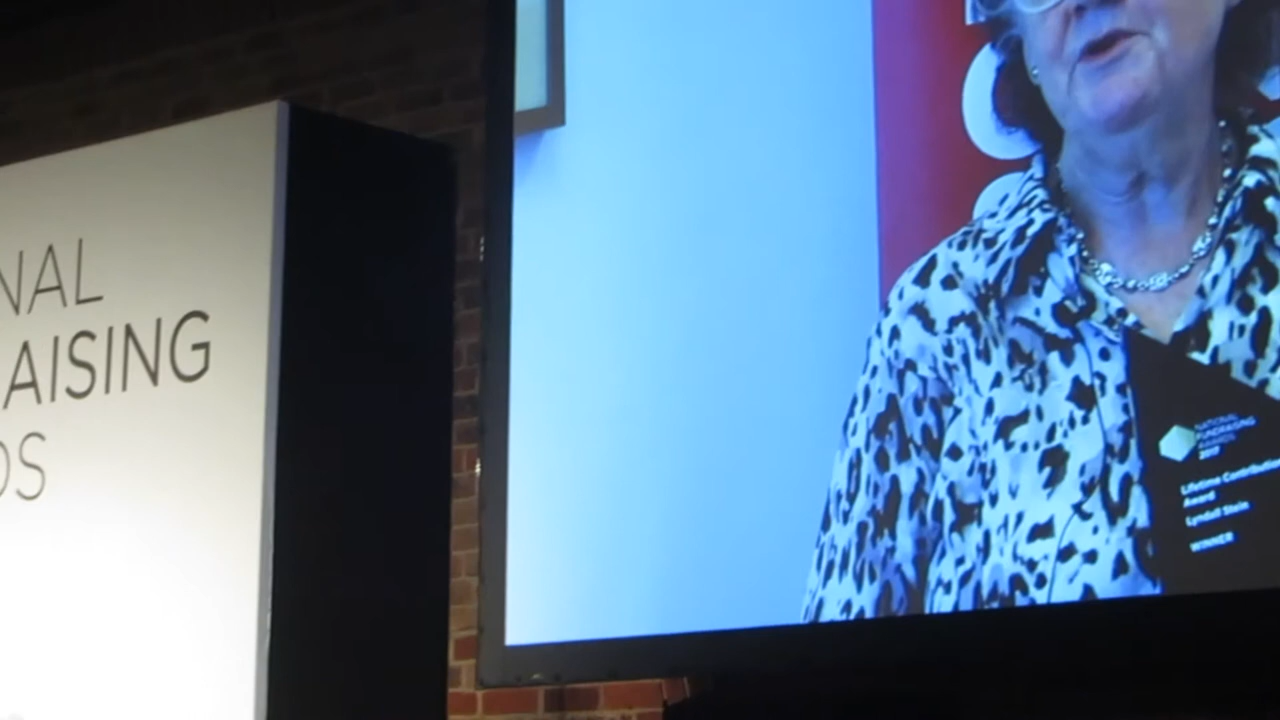 NAL
AISING
DS
NATIONAL
FUNDRAISING
AWARDS
2017
Lifetime Contribution
Award
Lyndall Stein
WINNER